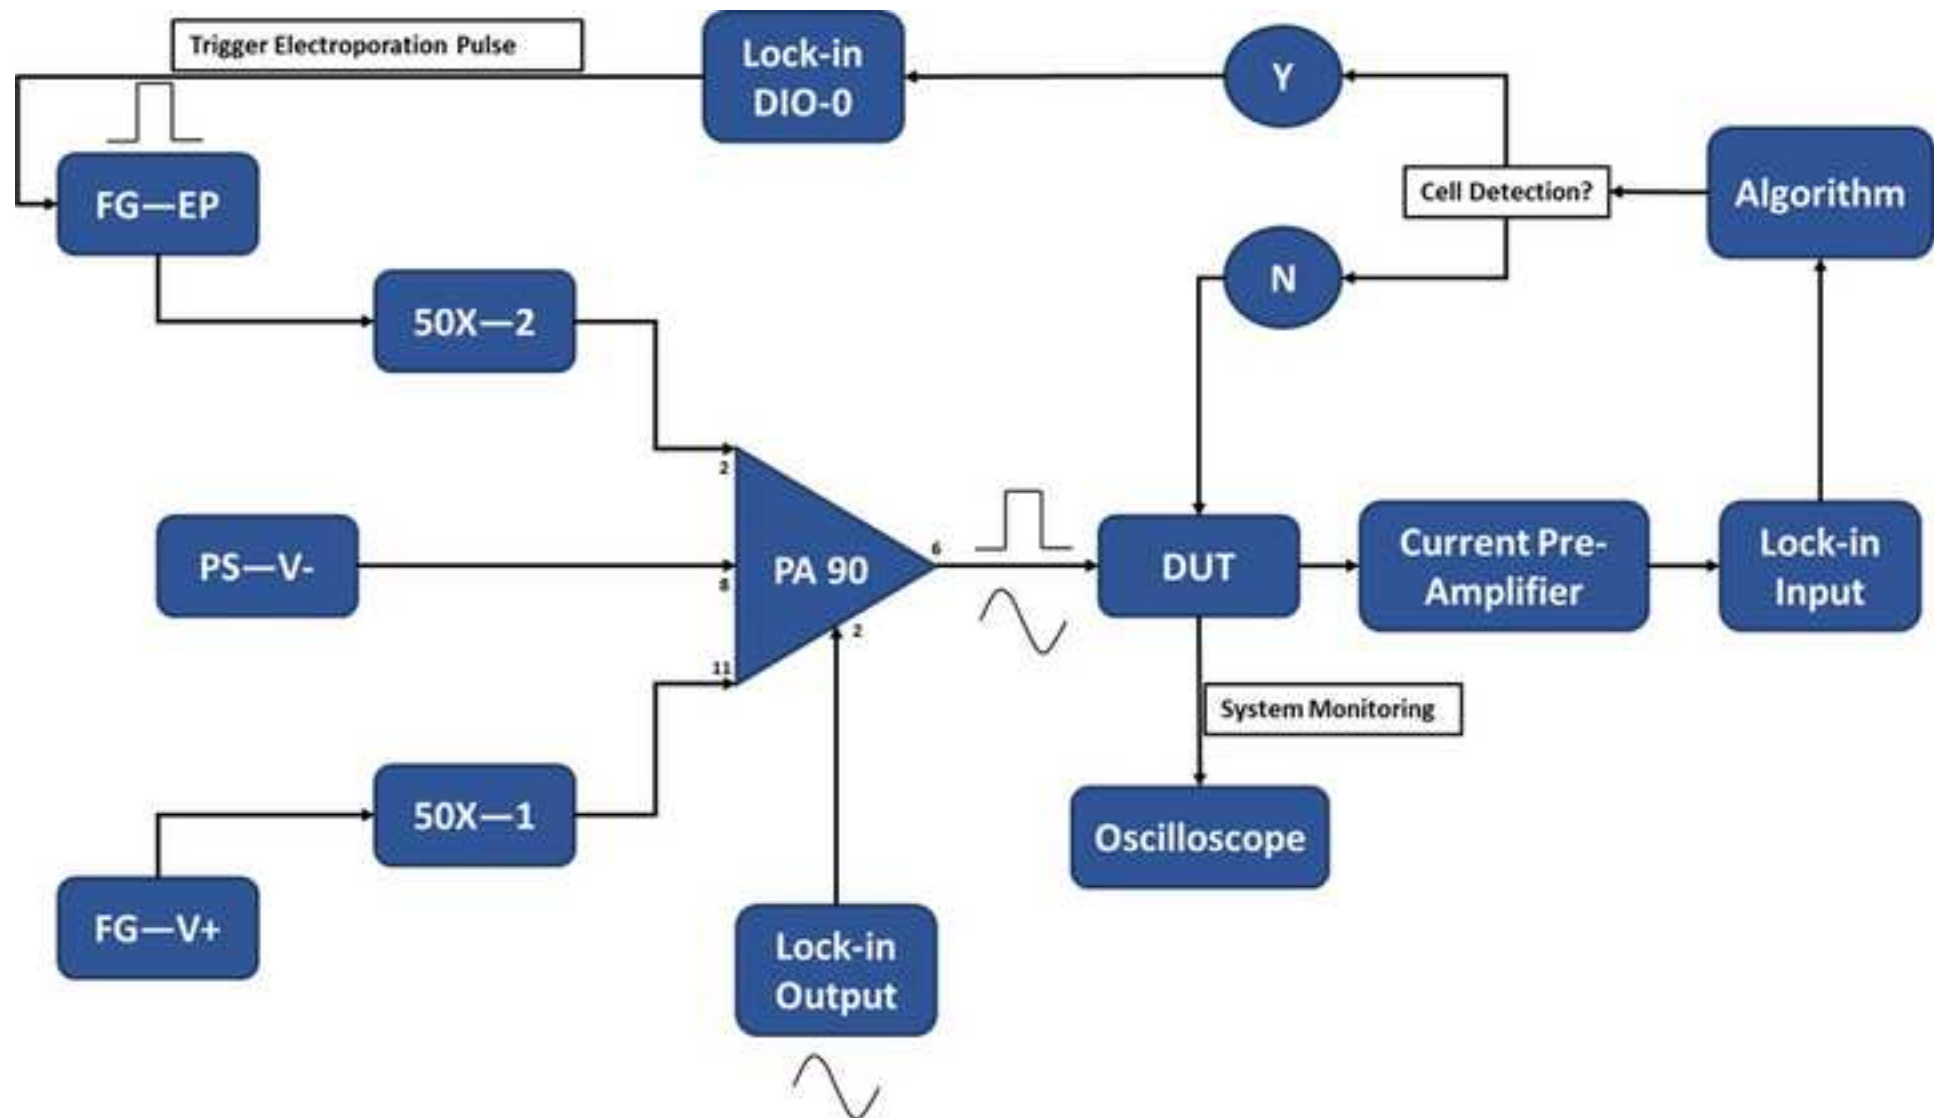 Trigger Electroporation Pulse
Lock-in
DIO-0
Y
FG—EP
Cell Detection?
Algorithm
N
50X—2
2
PS—V-
8
PA 90
6
DUT
Current Pre-
Amplifier
Lock-in
Input
2
11
System Monitoring
50X—1
Oscilloscope
FG—V+
Lock-in
Output